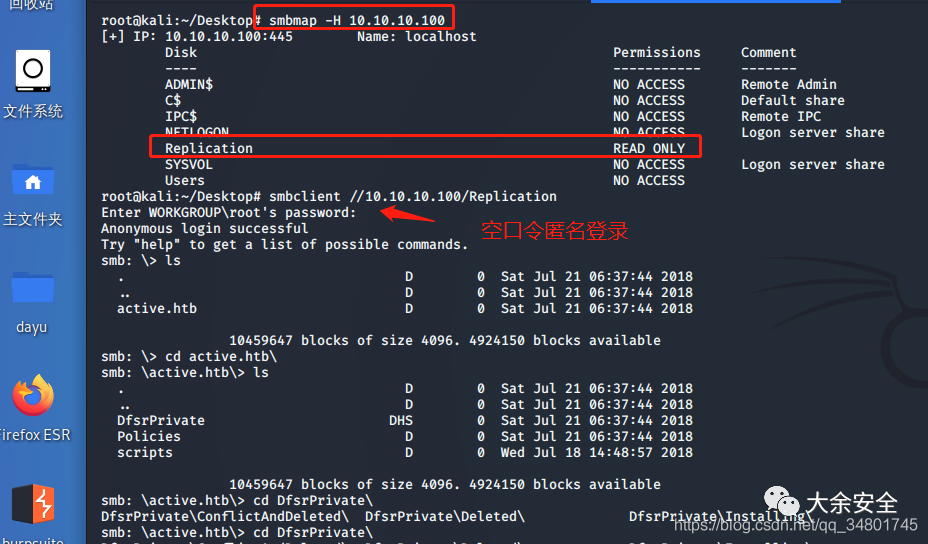 回收站
文件系统
主文件夹
dayu
Firefox ESR
burpsuite
root@kali:~/Desktop# smbmap -H 10.10.10.100
[+] IP: 10.10.10.100:445 Name: localhost
Disk Permissions Comment
---- ----------- -------
ADMIN$ NO ACCESS Remote Admin
C$ NO ACCESS Default share
IPC$ NO ACCESS Remote IPC
NETLOGON NO ACCESS Logon server share
Replication READ ONLY
SYSVOL NO ACCESS Logon server share
Users NO ACCESS
root@kali:~/Desktop# smbclient //10.10.10.100/Replication
Enter WORKGROUP\root's password:
空口令匿名登录
Anonymous login successful
Try "help" to get a list of possible commands.
smb: \> ls
. D 0 Sat Jul 21 06:37:44 2018
.. D 0 Sat Jul 21 06:37:44 2018
active.htb D 0 Sat Jul 21 06:37:44 2018
10459647 blocks of size 4096. 4924150 blocks available
smb: \> cd active.htb\
smb: \active.htb\> ls
. D 0 Sat Jul 21 06:37:44 2018
.. D 0 Sat Jul 21 06:37:44 2018
DfsrPrivate DHS 0 Sat Jul 21 06:37:44 2018
Policies D 0 Sat Jul 21 06:37:44 2018
scripts D 0 Wed Jul 18 14:48:57 2018
10459647 blocks of size 4096. 4924150 blocks available
smb: \active.htb\> cd DfsrPrivate\
DfsrPrivate\ConflictAndDeleted\ DfsrPrivate\Deleted\ DfsrPrivate\Installing\
smb: \active.htb\> cd DfsrPrivate\
大余安全
https://blog.csdn.net/qq_34801745